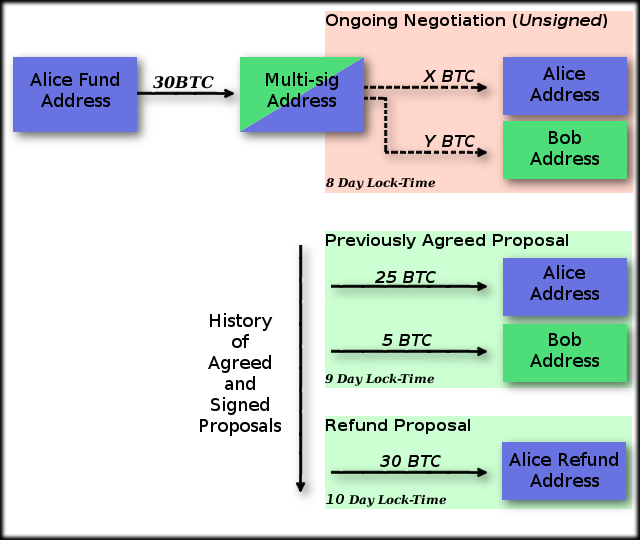 Ongoing Negotiation (Unsigned)
Alice Fund
Address
30BTC
Multi-sig
Address
X BTC
Alice
Address
Y BTC
Bob
Address
8 Day Lock-Time
Previously Agreed Proposal
25 BTC
Alice
Address
5 BTC
Bob
Address
9 Day Lock-Time
History
of
Agreed
and
Signed
Proposals
Refund Proposal
30 BTC
Alice Refund
Address
10 Day Lock-Time